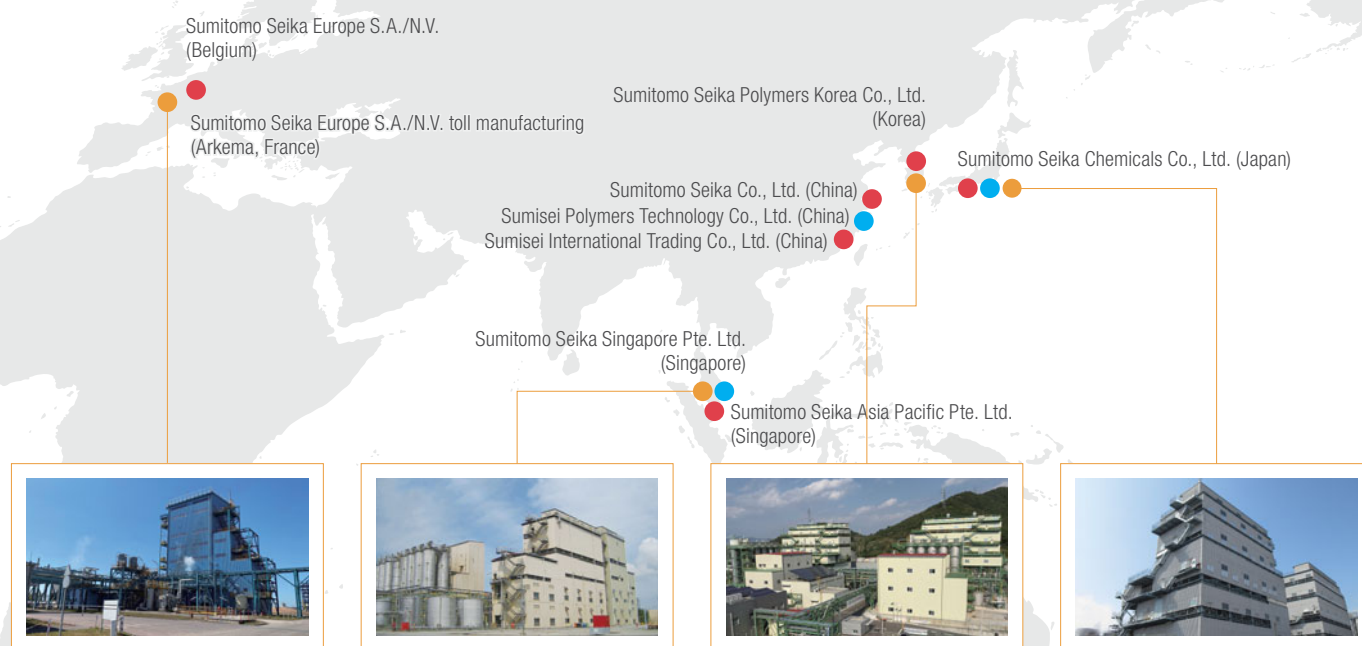 Sumitomo Seika Europe S.A./N.V.
(Belgium)
Sumitomo Seika Europe S.A./N.V. toll manufacturing
(Arkema, France)
Sumitomo Seika Polymers Korea Co., Ltd.
(Korea)
Sumitomo Seika Chemicals Co., Ltd. (Japan)
Sumitomo Seika Co., Ltd. (China)
Sumisei Polymers Technology Co., Ltd. (China)
Sumisei International Trading Co., Ltd. (China)
Sumitomo Seika Singapore Pte. Ltd.
(Singapore)
Sumitomo Seika Asia Pacific Pte. Ltd.
(Singapore)